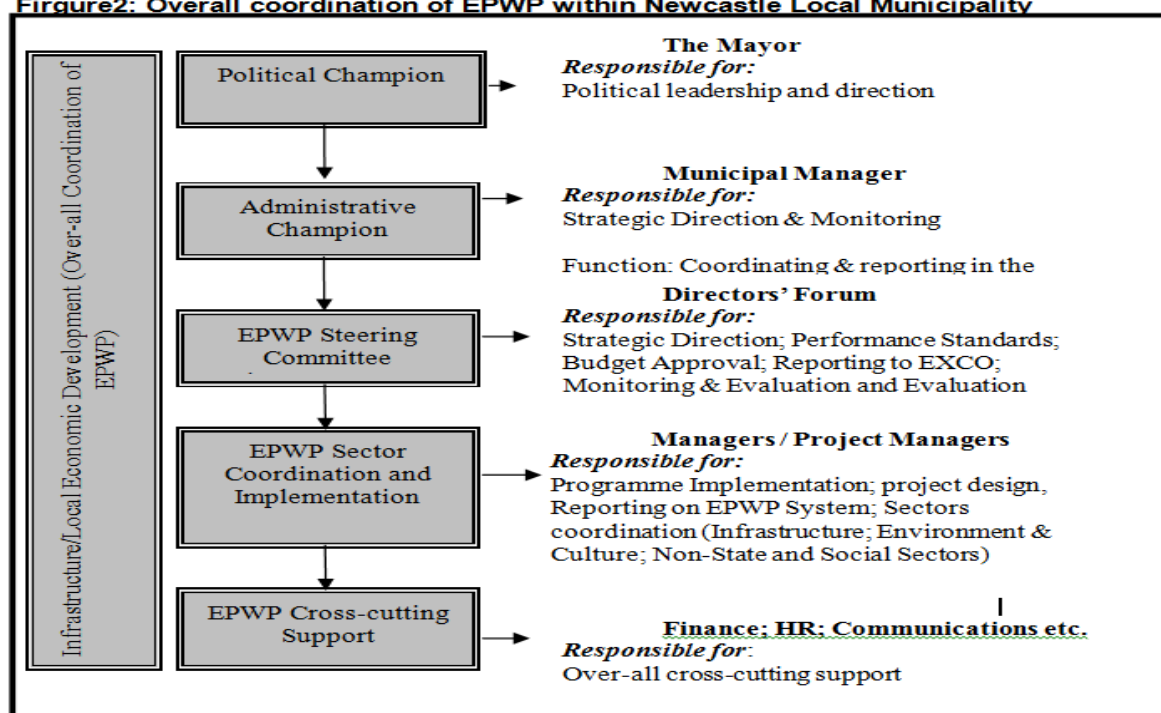 Firgure2: Overall coordination of EPWP within Newcastle Local Municipality
Infrastructure/Local Economic Development (Over-all Coordination of
EPWP)
Political Champion
The Mayor
Responsible for:
Political leadership and direction
Administrative
Champion
Municipal Manager
Responsible for:
Strategic Direction & Monitoring
Function: Coordinating & reporting in the
EPWP Steering
Committee
Directors’ Forum
Responsible for:
Strategic Direction; Performance Standards;
Budget Approval; Reporting to EXCO;
Monitoring & Evaluation and Evaluation
EPWP Sector
Coordination and
Implementation
Managers / Project Managers
Responsible for:
Programme Implementation; project design,
Reporting on EPWP System; Sectors
coordination (Infrastructure; Environment &
Culture; Non-State and Social Sectors)
EPWP Cross-cutting
Support
Finance; HR; Communications etc.
Responsible for:
Over-all cross-cutting support